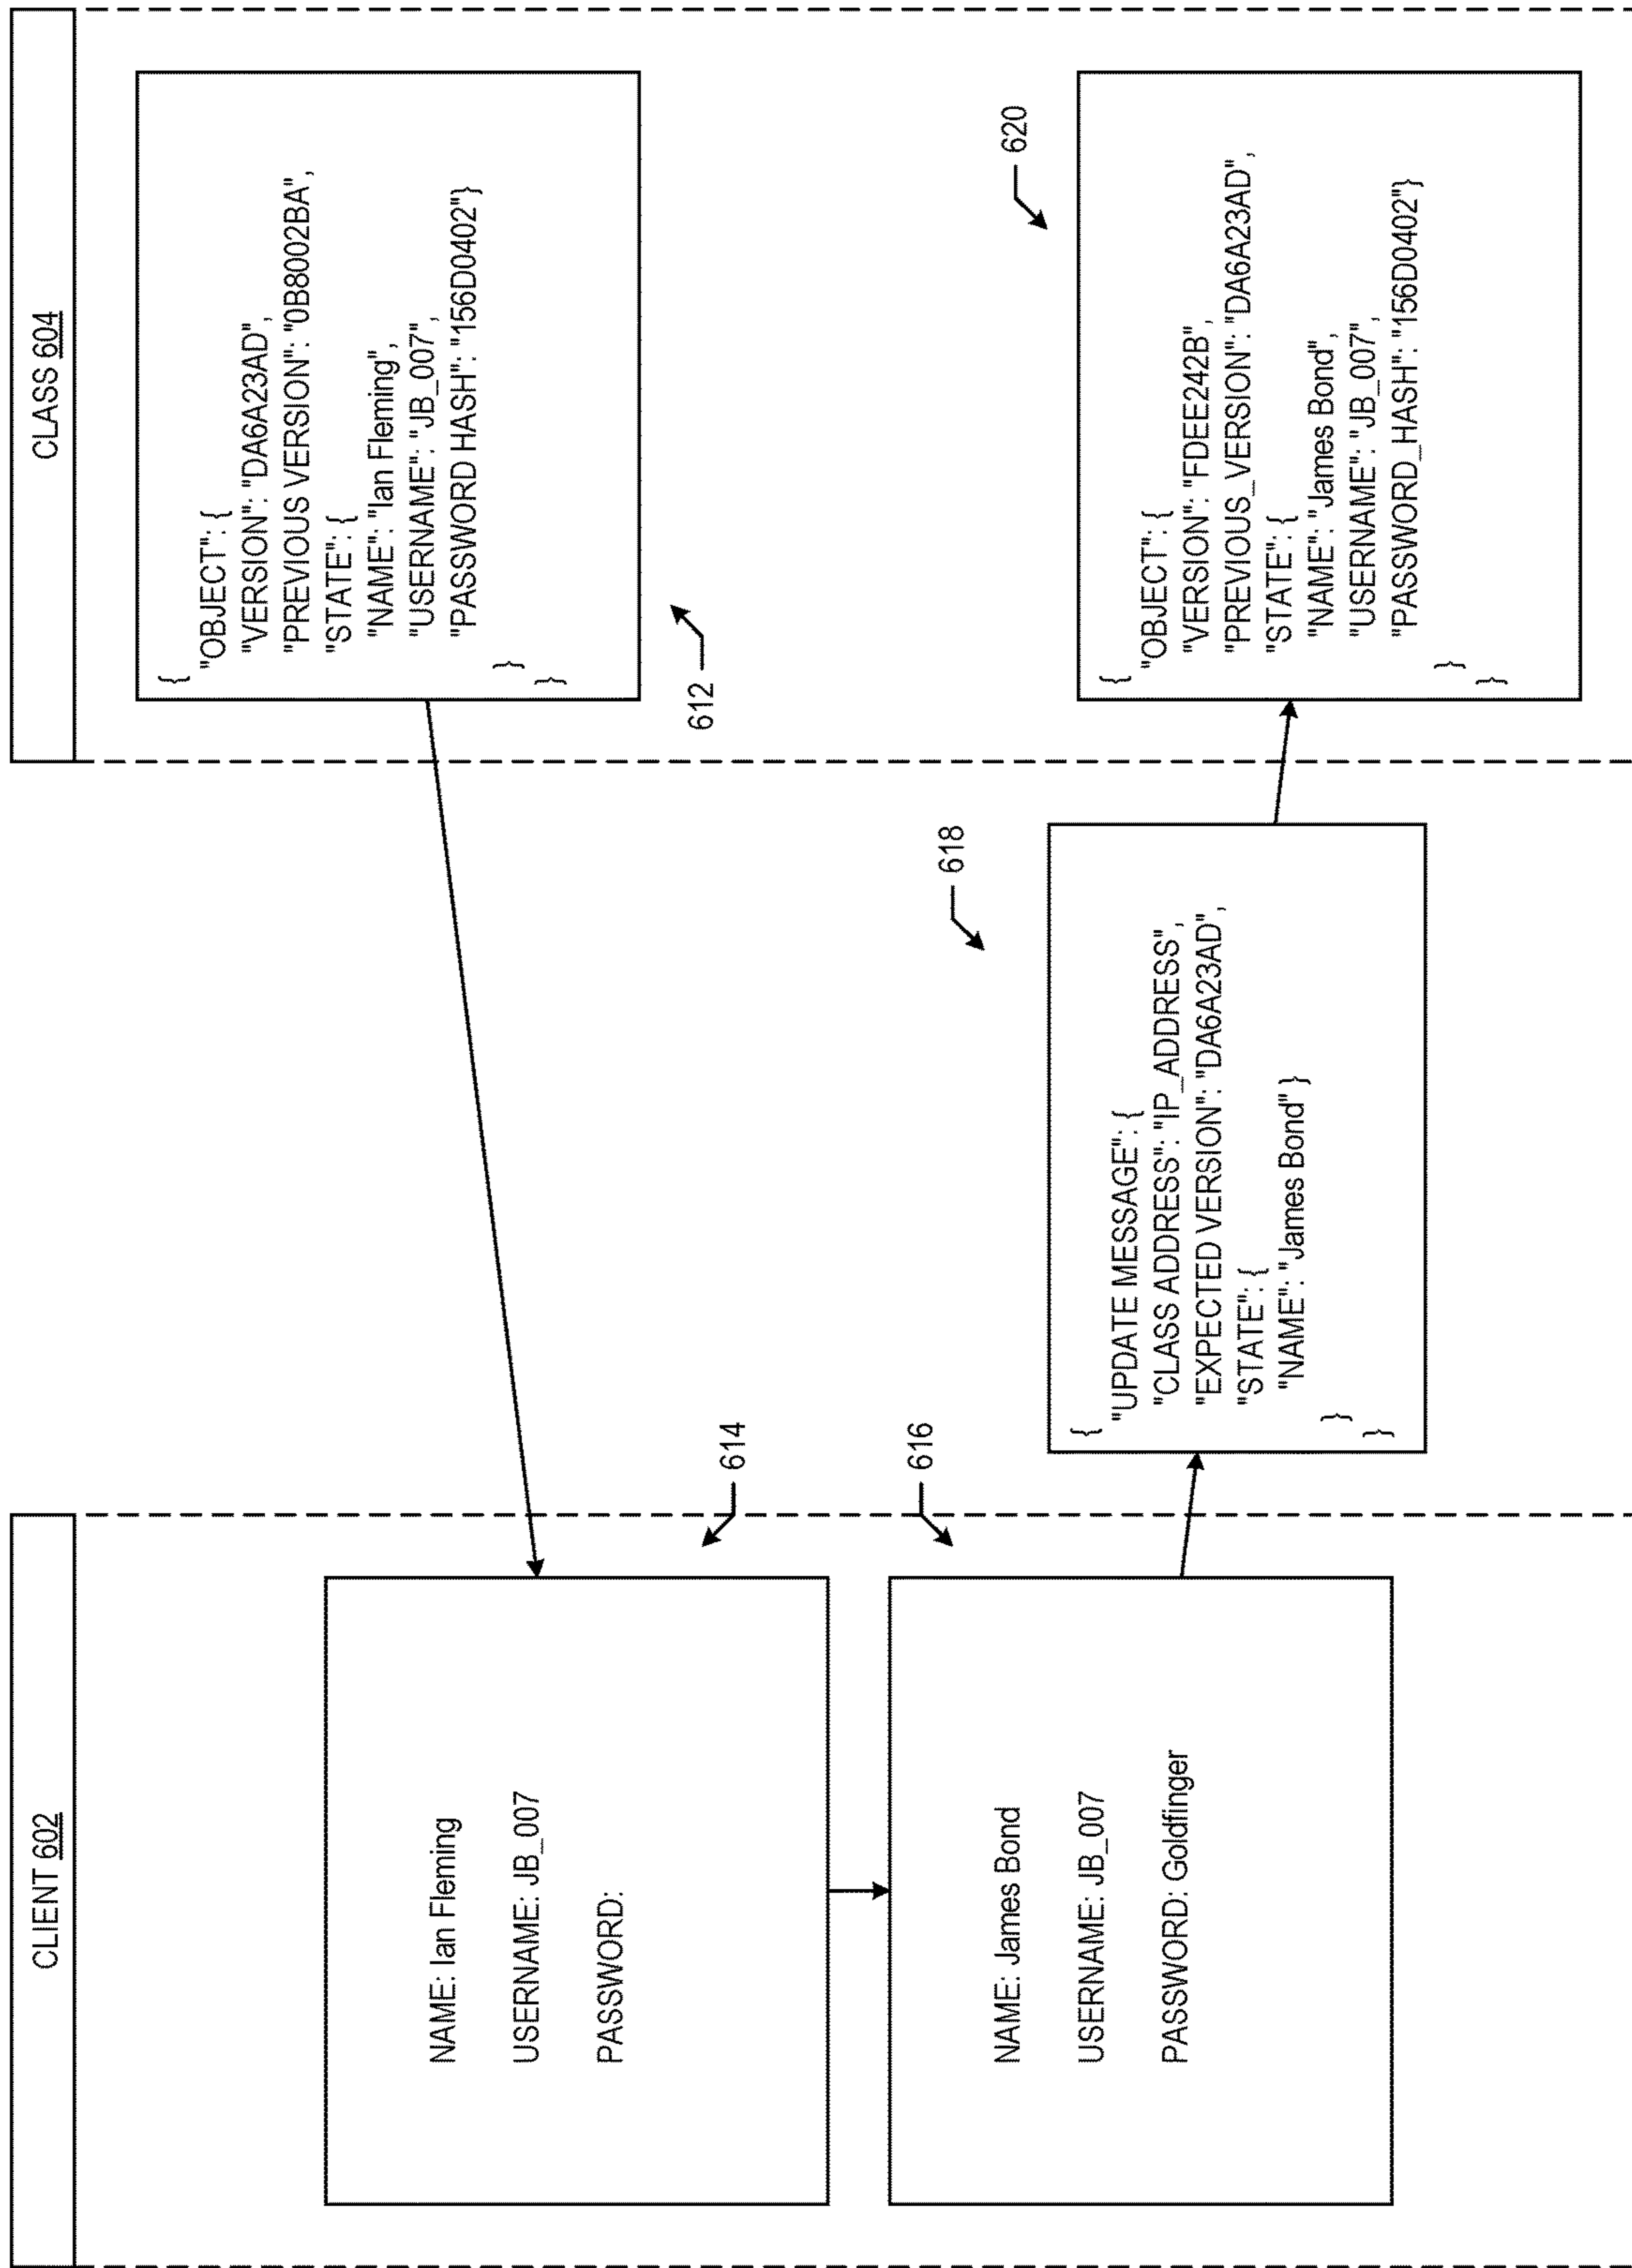 CLIENT 602
CLASS 604
{
"OBJECT": {
"VERSION": "DA6A23AD",
"PREVIOUS VERSION": "0B8002BA",
"STATE": {
"NAME": "Ian Fleming",
"USERNAME": "JB_007",
"PASSWORD HASH": "156D0402"}
}
}
612
NAME: Ian Fleming
USERNAME: JB_007
PASSWORD:
614
616
NAME: James Bond
USERNAME: JB_007
PASSWORD: Goldfinger
618
{
"UPDATE MESSAGE": {
"CLASS ADDRESS": "IP_ADDRESS",
"EXPECTED VERSION": "DA6A23AD",
"STATE": {
"NAME": "James Bond" }
}
}
620
{
"OBJECT": {
"VERSION": "FDEE242B",
"PREVIOUS_VERSION": "DA6A23AD",
"STATE": {
"NAME": "James Bond",
"USERNAME": "JB_007",
"PASSWORD_HASH": "156D0402"}
}
}